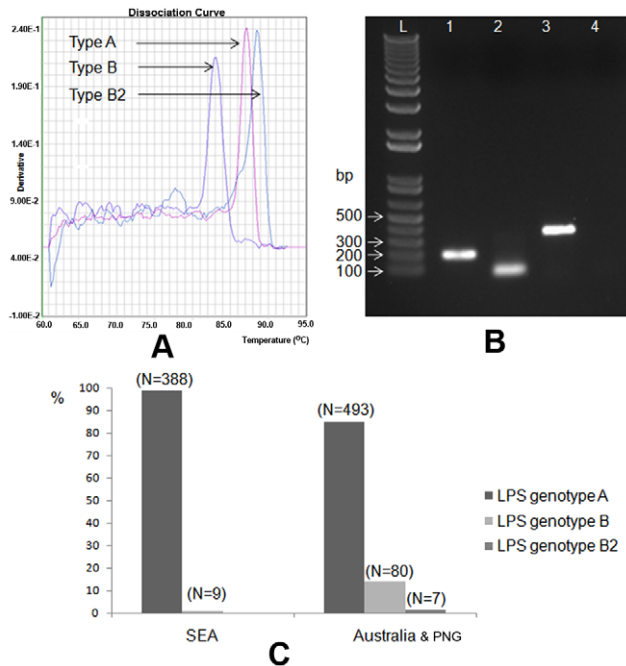 Dissociation Curve
2.40E-1
1.90E-1
1.40E-1
9.00E-2
4.00E-2
-1.00E-2
Derivative
Type A
Type B
Type B2
60.0 65.0 70.0 75.0 80.0 85.0 90.0 95.0
Temperature (°C)
A
L 1 2 3 4
bp
500
300
200
100
B
%
100
90
80
70
60
50
40
30
20
10
0
(N=388)
(N=9)
(N=493)
(N=80)
(N=7)
SEA
Australia & PNG
LPS genotype A
LPS genotype B
LPS genotype B2
C